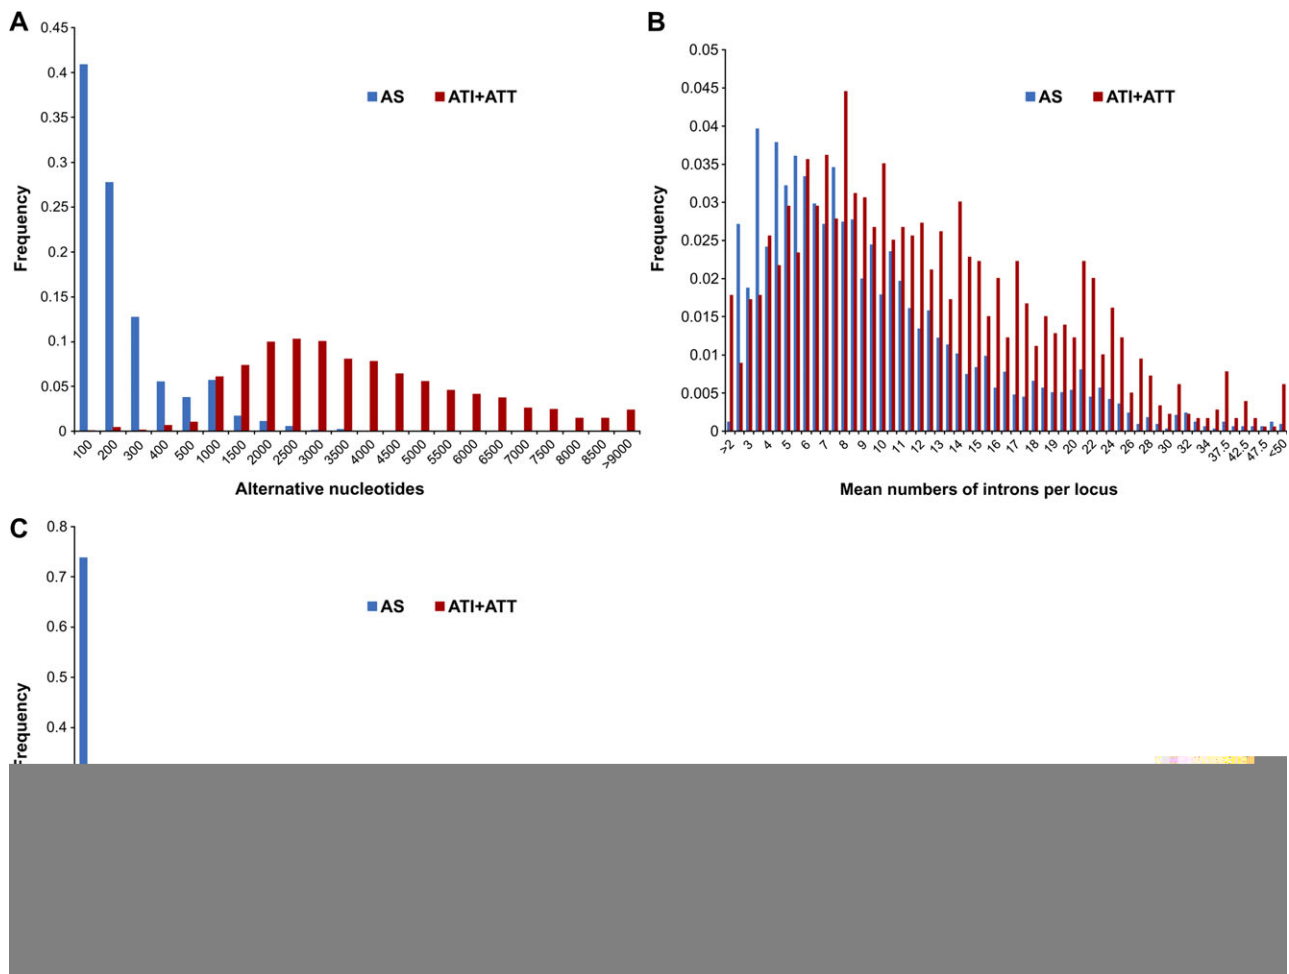 A
0.45
0.4
0.35
0.3
0.25
0.2
0.15
0.1
0.05
0
Frequency
AS ATI+ATT
100 200 300 400 500 1000 1500 2000 2500 3000 3500 4000 4500 5000 5500 6000 6500 7000 7500 8000 8500 >9000
Alternative nucleotides
B
0.05
0.045
0.04
0.035
0.03
0.025
0.02
0.015
0.01
0.005
0
Frequency
AS ATI+ATT
>2 3 4 5 6 7 8 9 10 11 12 13 14 15 16 17 18 19 20 22 24 26 28 30 32 34 37.5 42.5 47.5 <50
Mean numbers of introns per locus
C
0.8
0.7
0.6
0.5
0.4
Frequency
AS ATI+ATT